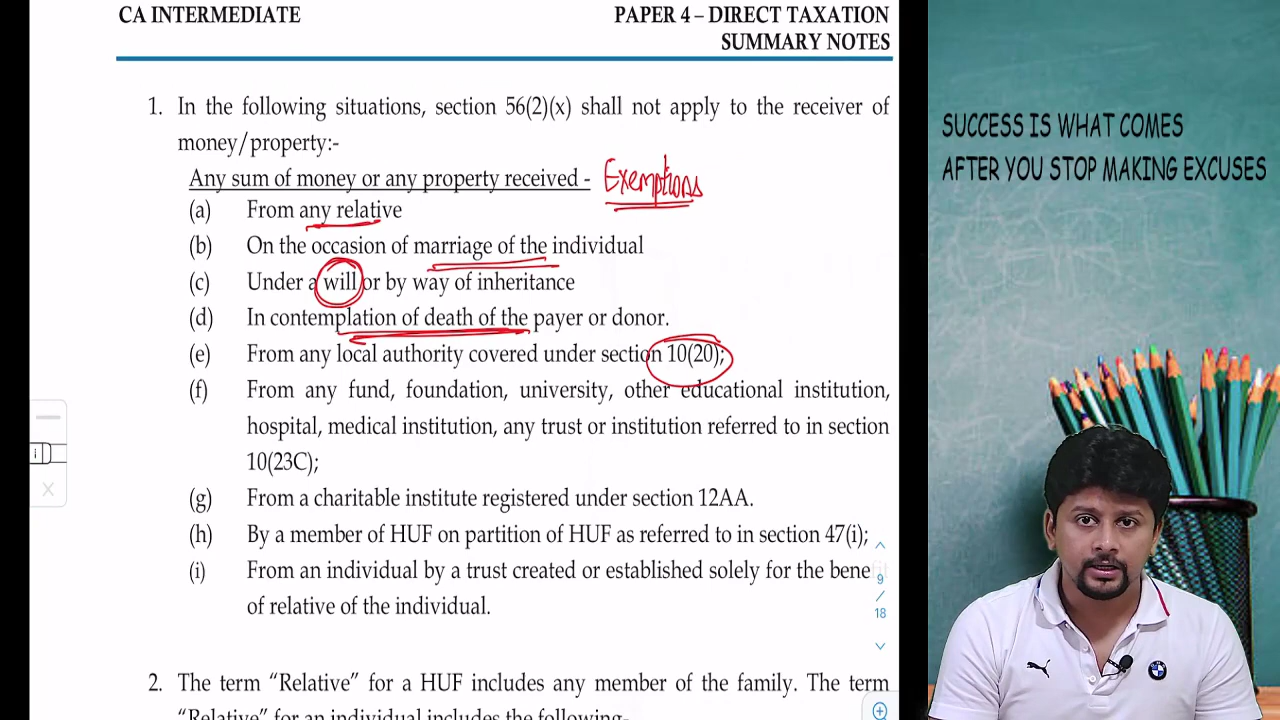 CA INTERMEDIATE
PAPER 4 – DIRECT TAXATION
SUMMARY NOTES
1. In the following situations, section 56(2)(x) shall not apply to the receiver of
money/property:-
Any sum of money or any property received - Exemptions
(a) From any relative
(b) On the occasion of marriage of the individual
(c) Under a will or by way of inheritance
(d) In contemplation of death of the payer or donor.
(e) From any local authority covered under section 10(20);
(f) From any fund, foundation, university, other educational institution,
hospital, medical institution, any trust or institution referred to in section
10(23C);
(g) From a charitable institute registered under section 12AA.
(h) By a member of HUF on partition of HUF as referred to in section 47(i);
(i) From an individual by a trust created or established solely for the bene
of relative of the individual.
2. The term “Relative” for a HUF includes any member of the family. The term
“Relative” for an individual includes the following-
9
/
18
i
X
SUCCESS IS WHAT COMES
AFTER YOU STOP MAKING EXCUSES
BMW